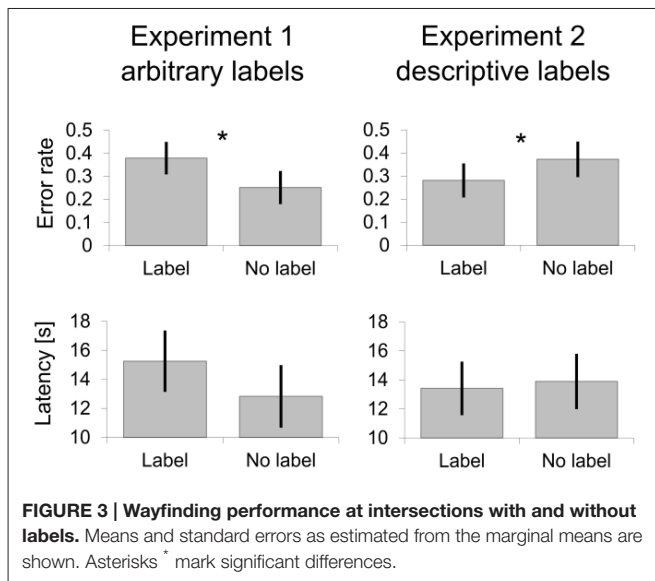 Experiment 1
arbitrary labels
Experiment 2
descriptive labels
Error rate
0.5
0.4
0.3
0.2
0.1
0
*
Label
No label
0.5
0.4
0.3
0.2
0.1
0
*
Label
No label
Latency [s]
18
16
14
12
10
Label
No label
18
16
14
12
10
Label
No label
FIGURE 3 | Wayfinding performance at intersections with and without
labels. Means and standard errors as estimated from the marginal means are
shown. Asterisks * mark significant differences.